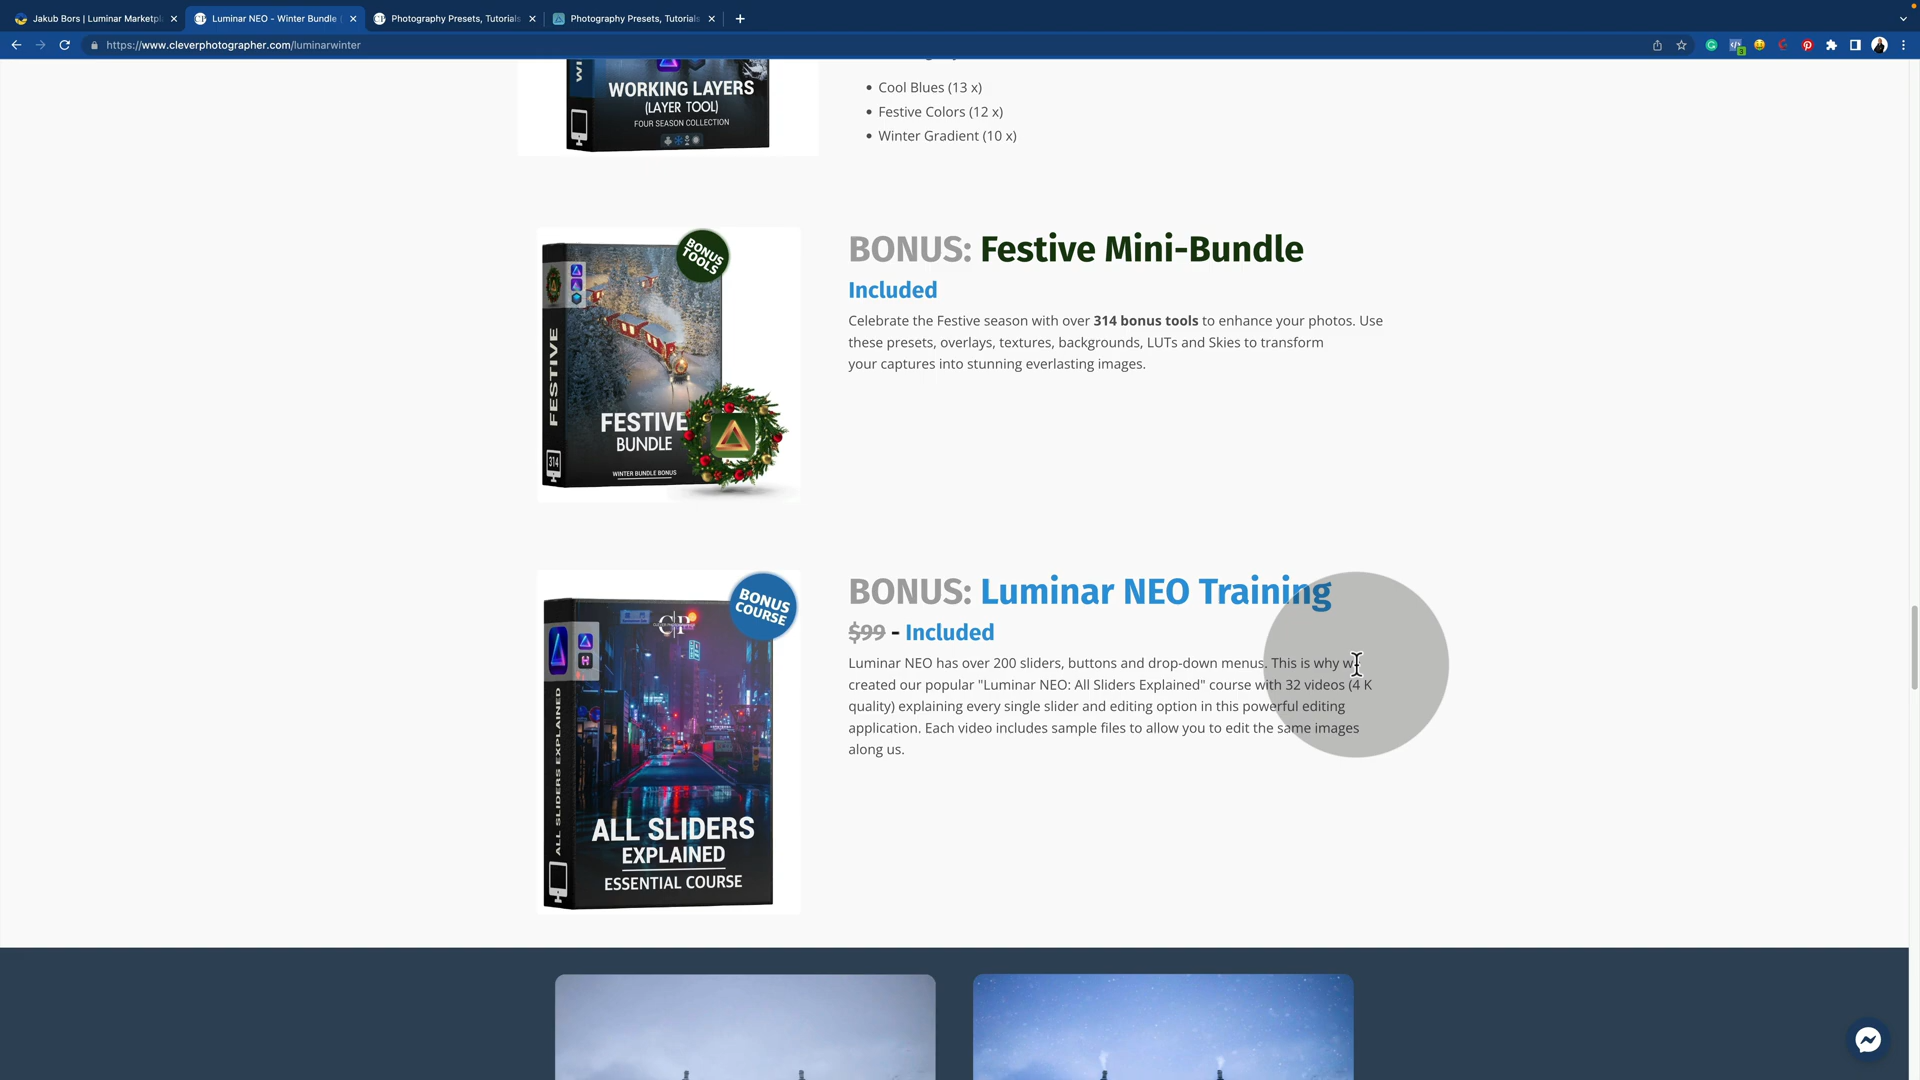 Jakub Bors | Luminar Marketpl
Luminar NEO - Winter Bundle (
Photography Presets, Tutorials
Photography Presets, Tutorials
https://www.cleverphotographer.com/luminarwinter
WORKING LAYERS
(LAYER TOOL)
FOUR SEASON COLLECTION
• Cool Blues (13 x)
• Festive Colors (12 x)
• Winter Gradient (10 x)
BONUS
TOOLS
FESTIVE
FESTIVE
BUNDLE
WINTER BUNDLE BONUS
314
BONUS: Festive Mini-Bundle
Included
Celebrate the Festive season with over 314 bonus tools to enhance your photos. Use
these presets, overlays, textures, backgrounds, LUTs and Skies to transform
your captures into stunning everlasting images.
BONUS
COURSE
ALL SLIDERS EXPLAINED
ALL SLIDERS
EXPLAINED
ESSENTIAL COURSE
BONUS: Luminar NEO Training
$99 - Included
Luminar NEO has over 200 sliders, buttons and drop-down menus. This is why w
created our popular "Luminar NEO: All Sliders Explained" course with 32 videos (4 K
quality) explaining every single slider and editing option in this powerful editing
application. Each video includes sample files to allow you to edit the same images
along us.